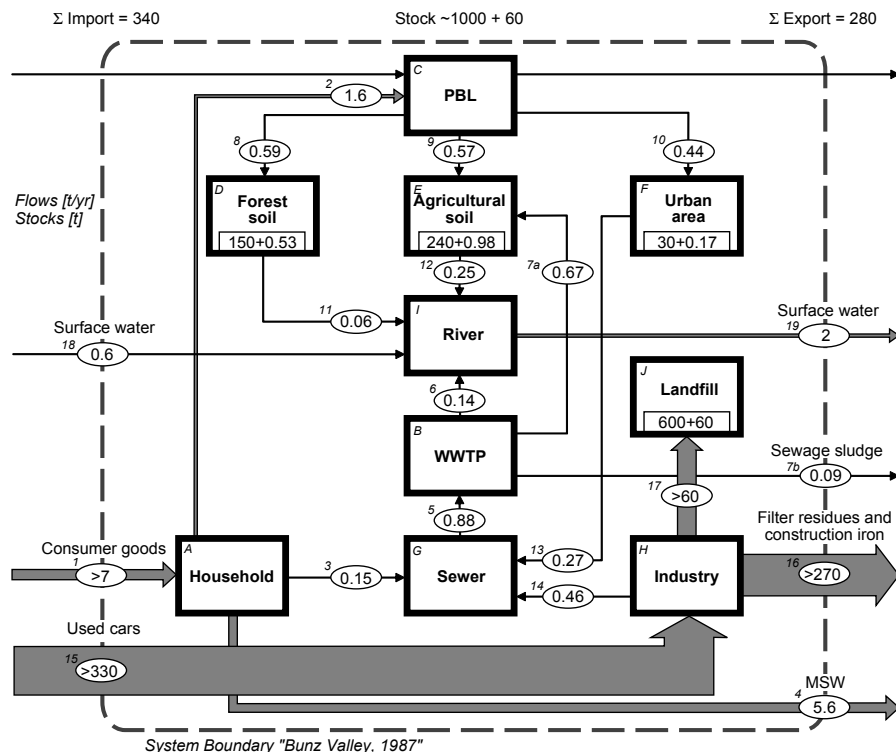 Σ Import = 340
Stock ~1000 + 60
Σ Export = 280
C
PBL
2
1.6
8
0.59
9
0.57
10
0.44
Flows [t/yr]
Stocks [t]
D
Forest
soil
150+0.53
E
Agricultural
soil
240+0.98
F
Urban
area
30+0.17
12
0.25
7a
0.67
11
0.06
I
River
Surface water
18
0.6
Surface water
19
2
J
Landfill
600+60
6
0.14
B
WWTP
Sewage sludge
7b
0.09
17
>60
5
0.88
Filter residues and
construction iron
16
>270
Consumer goods
1
>7
A
Household
3
0.15
G
Sewer
13
0.27
14
0.46
H
Industry
Used cars
15
>330
MSW
4
5.6
System Boundary "Bunz Valley, 1987"